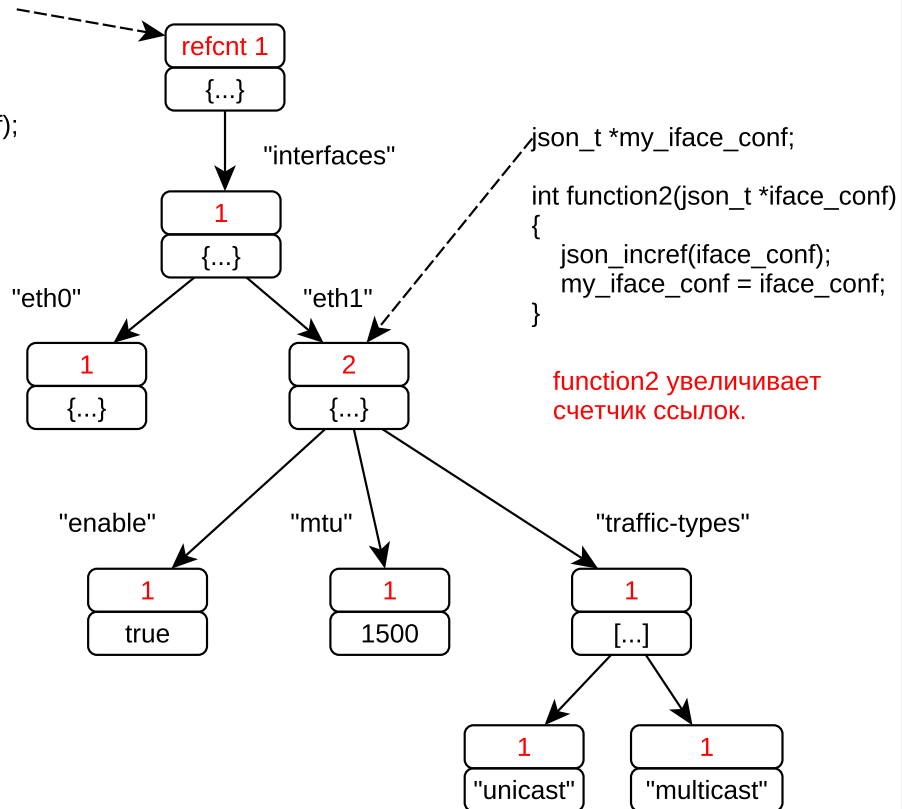 refcnt 1
{...}
f);
"interfaces"
json_t *my_iface_conf;
1
{...}
int function2(json_t *iface_conf)
{
json_incref(iface_conf);
my_iface_conf = iface_conf;
}
"eth0"
"eth1"
1
{...}
2
{...}
function2 увеличивает
счетчик ссылок.
"enable"
"mtu"
"traffic-types"
1
true
1
1500
1
[...]
1
"unicast"
1
"multicast"